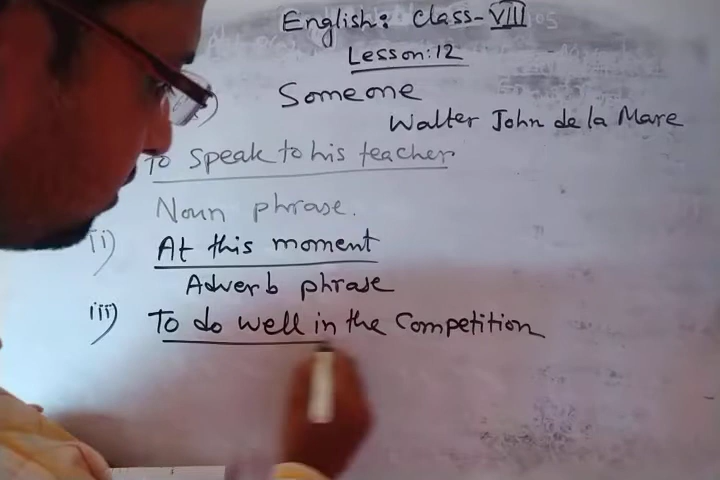 English: Class-VIII
Lesson:12
Someone
Walter John de la Mare
To Speak to his teacher.
Noun phrase.
ii) At this moment
Adverb phrase
iii) To do well in the Competition